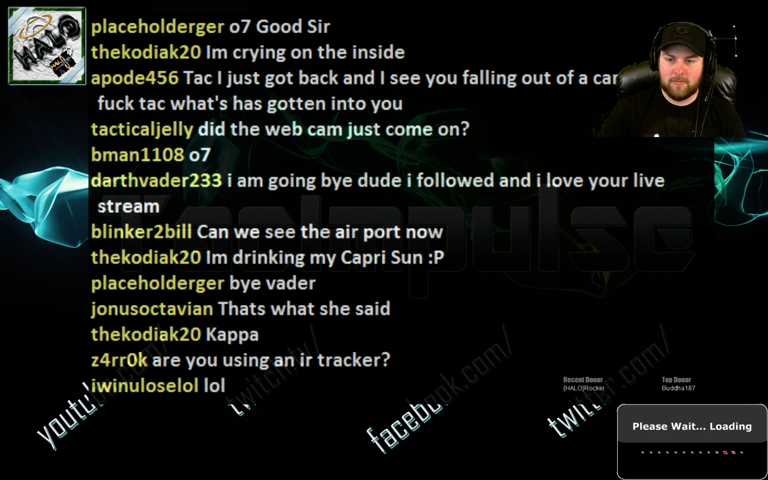 HALO
placeholderger o7 Good Sir
thekodiak20 Im crying on the inside
apode456 Tac I just got back and I see you falling out of a car
fuck tac what's has gotten into you
tacticaljelly did the web cam just come on?
bman1108 o7
darthvader233 i am going bye dude i followed and i love your live
stream
blinker2bill Can we see the air port now
thekodiak20 Im drinking my Capri Sun :P
placeholderger bye vader
jonusoctavian Thats what she said
thekodiak20 Kappa
z4rr0k are you using an ir tracker?
iwinuloselol lol
Recent Donor
(HALO)Rocker
Top Donor
Buddha187
twitch.tv/
facebook.com/
twitter.com/
Please Wait... Loading